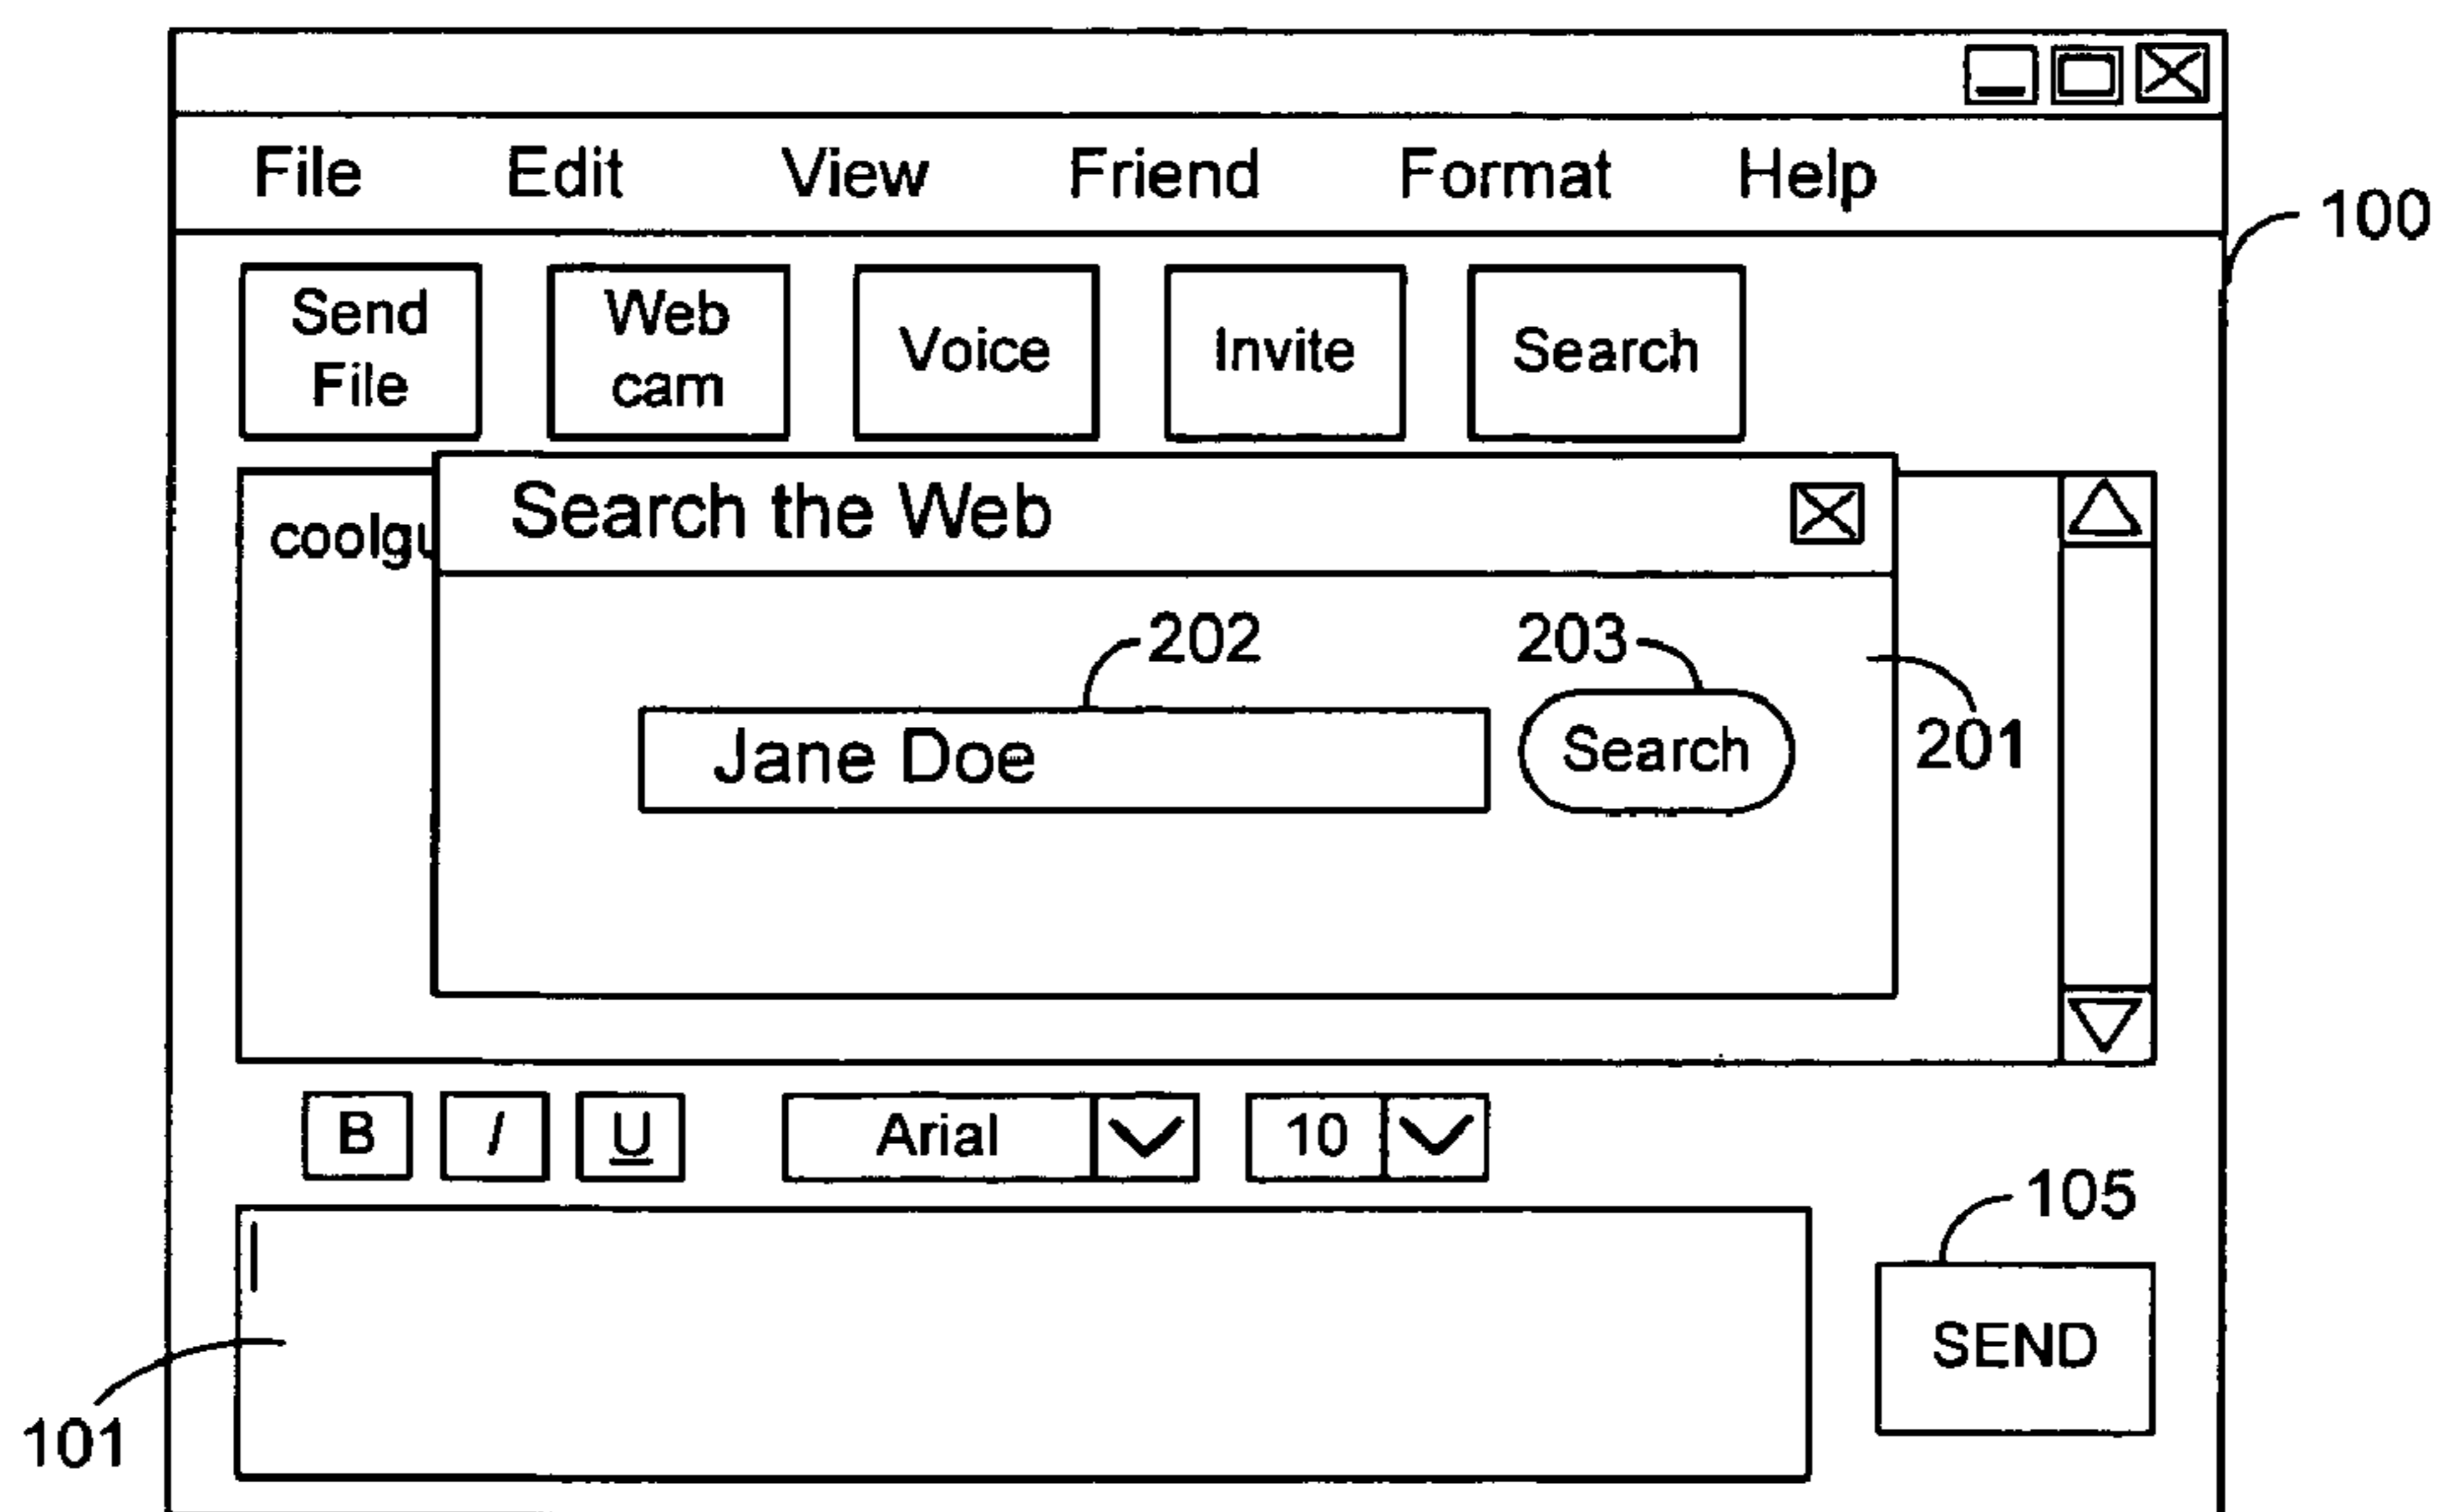 File Edit View Friend Format Help
100
Send
File
Web
cam
Voice
Invite
Search
Search the Web
coolgu
202
203
Jane Doe
Search
201
B I U Arial 10
105
SEND
101